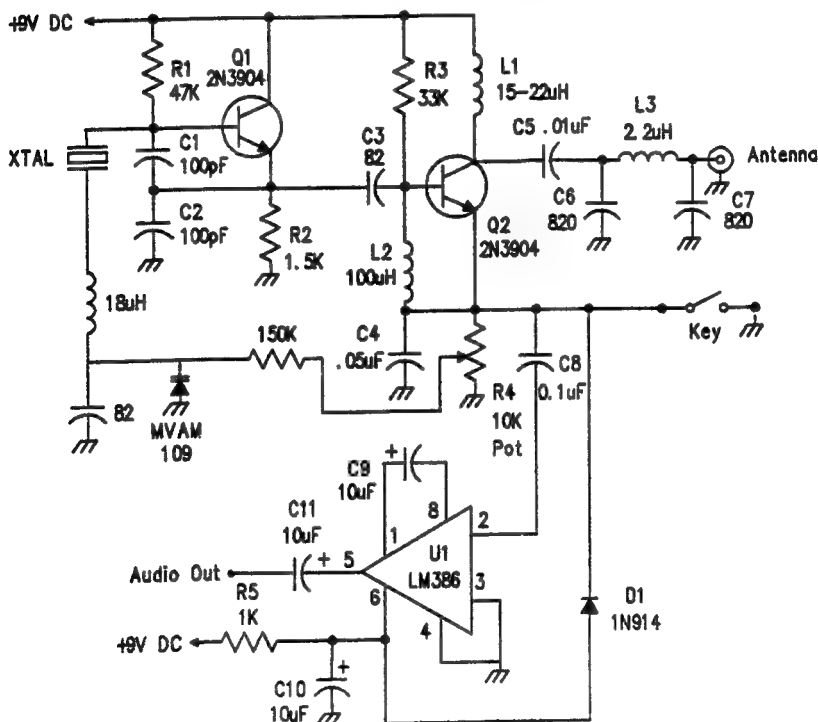 +9V DC
R1
47K
Q1
2N3904
R3
33K
L1
15-22uH
L3
2.2uH
C5 .01uF
Antenna
XTAL
C1
100pF
C3
82
C2
100pF
R2
1.5K
Q2
2N3904
C6
820
C7
820
L2
100uH
18uH
150K
C4
.05uF
Key
R4
10K
Pot
C8
0.1uF
82
MVAM
109
C9
10uF
+
8
1
2
C11
10uF
+
5
U1
LM386
3
6
4
Audio Out
R5
1K
D1
1N914
+9V DC
C10
10uF
+